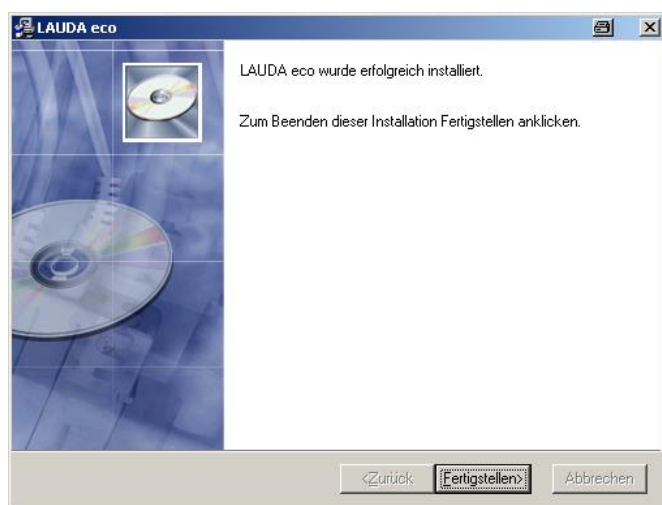 LAUDA eco
LAUDA eco wurde erfolgreich installiert.
Zum Beenden dieser Installation Fertigstellen anklicken.
<Zurück
Fertigstellen>
Abbrechen